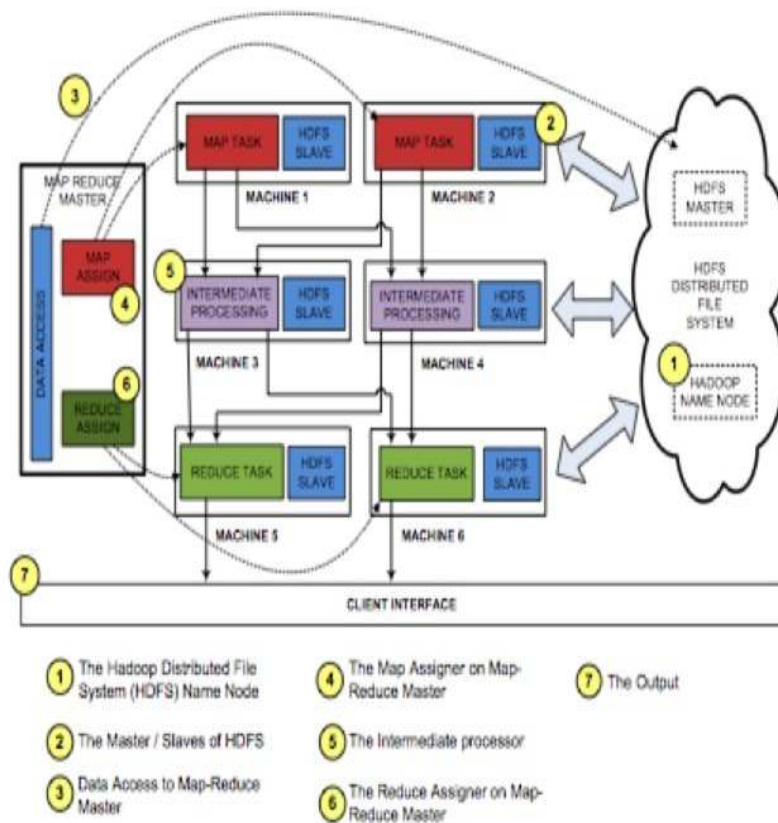 3
MAP REDUCE
MASTER
DATA ACCESS
MAP
ASSIGN
4
6
REDUCE
ASSIGN
MAP TASK
HDFS
SLAVE
MACHINE 1
MAP TASK
HDFS
SLAVE
2
MACHINE 2
5
INTERMEDIATE
PROCESSING
HDFS
SLAVE
MACHINE 3
INTERMEDIATE
PROCESSING
HDFS
SLAVE
MACHINE 4
REDUCE TASK
HDFS
SLAVE
MACHINE 5
REDUCE TASK
HDFS
SLAVE
MACHINE 6
HDFS
MASTER
HDFS
DISTRIBUTED
FILE
SYSTEM
1
HADOOP
NAME NODE
7
CLIENT INTERFACE
1 The Hadoop Distributed File
System (HDFS) Name Node
2 The Master / Slaves of HDFS
3 Data Access to Map-Reduce
Master
4 The Map Assigner on Map-
Reduce Master
5 The Intermediate processor
6 The Reduce Assigner on Map-
Reduce Master
7 The Output